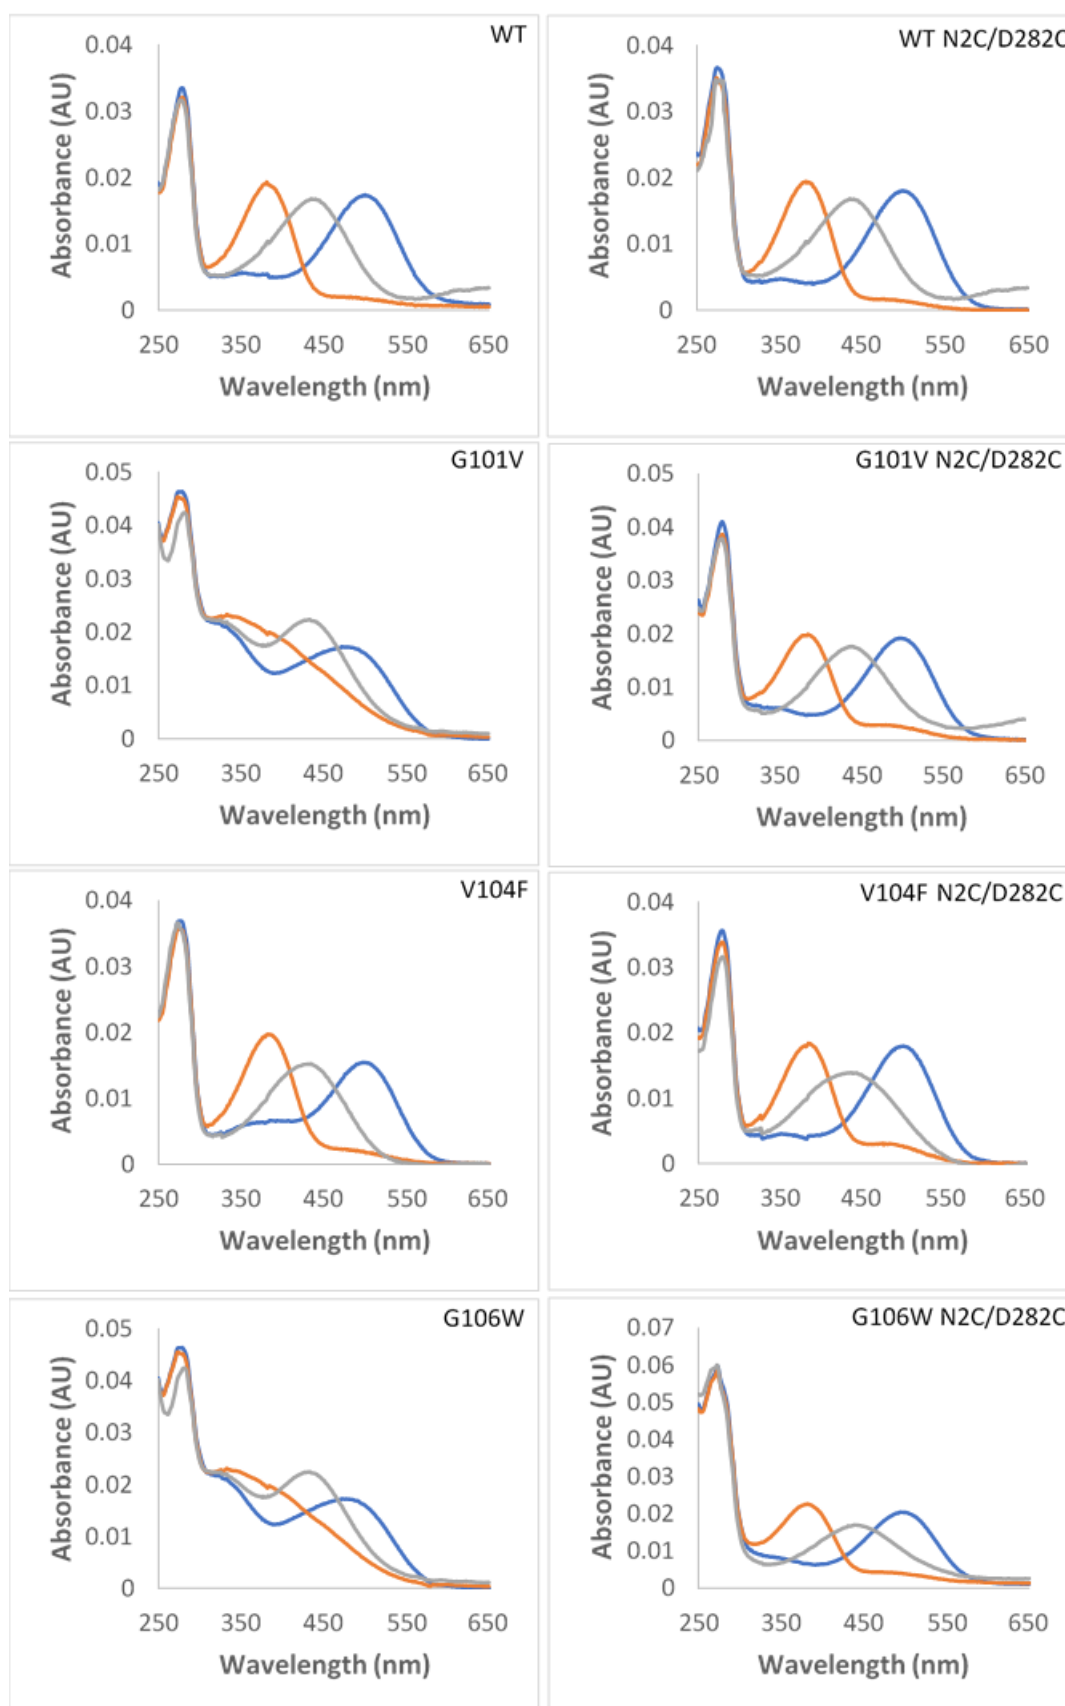 WT
0.04
0.03
0.02
0.01
0
Absorbance (AU)
250 350 450 550 650
Wavelength (nm)
WT N2C/D282C
0.04
0.03
0.02
0.01
0
Absorbance (AU)
250 350 450 550 650
Wavelength (nm)
G101V
0.05
0.04
0.03
0.02
0.01
0
Absorbance (AU)
250 350 450 550 650
Wavelength (nm)
G101V N2C/D282C
0.05
0.04
0.03
0.02
0.01
0
Absorbance (AU)
250 350 450 550 650
Wavelength (nm)
V104F
0.04
0.03
0.02
0.01
0
Absorbance (AU)
250 350 450 550 650
Wavelength (nm)
V104F N2C/D282C
0.04
0.03
0.02
0.01
0
Absorbance (AU)
250 350 450 550 650
Wavelength (nm)
G106W
0.05
0.04
0.03
0.02
0.01
0
Absorbance (AU)
250 350 450 550 650
Wavelength (nm)
G106W N2C/D282C
0.07
0.06
0.05
0.04
0.03
0.02
0.01
0
Absorbance (AU)
250 350 450 550 650
Wavelength (nm)